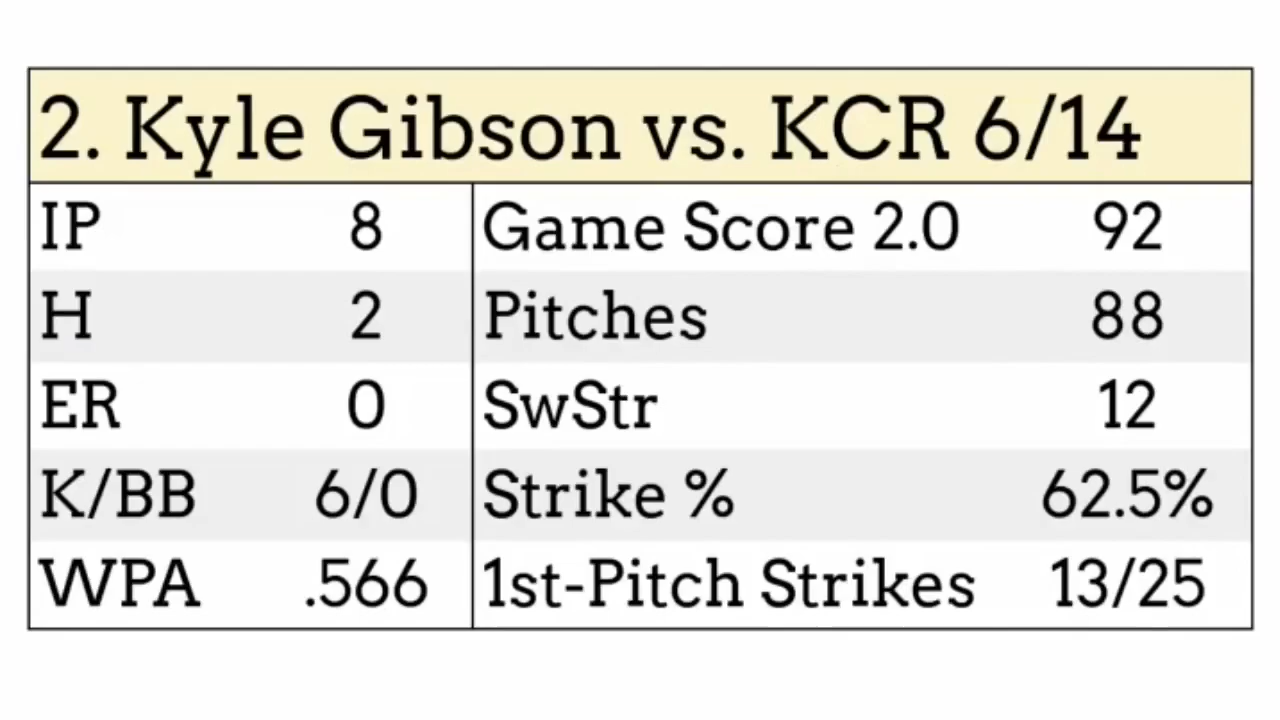 2. Kyle Gibson vs. KCR 6/14
IP 8 Game Score 2.0 92
H 2 Pitches 88
ER 0 SwStr 12
K/BB 6/0 Strike % 62.5%
WPA .566 1st-Pitch Strikes 13/25